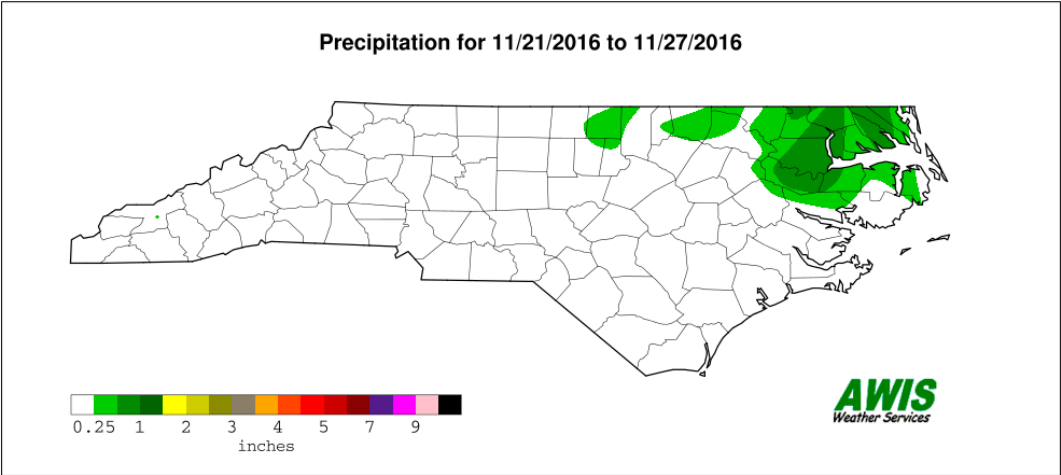 Precipitation for 11/21/2016 to 11/27/2016
0.25 1 2 3 4 5 7 9
inches
AWIS
Weather Services